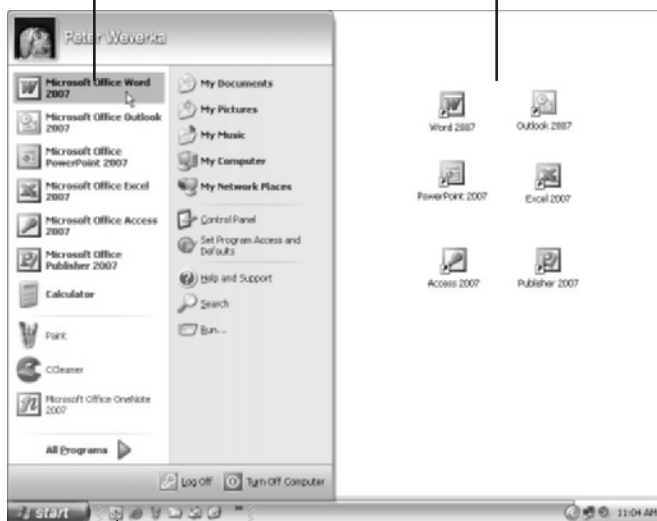 Peter Weverka
Microsoft Office Word
2007
Microsoft Office Outlook
2007
Microsoft Office
PowerPoint 2007
Microsoft Office Excel
2007
Microsoft Office Access
2007
Microsoft Office
Publisher 2007
Calculator
Paint
CCleaner
Microsoft Office OneNote
2007
All Programs
My Documents
My Pictures
My Music
My Computer
My Network Places
Control Panel
Set Program Access and
Defaults
Help and Support
Search
Run...
Log Off
Turn Off Computer
Word 2007
Outlook 2007
PowerPoint 2007
Excel 2007
Access 2007
Publisher 2007
start
11:04 AM